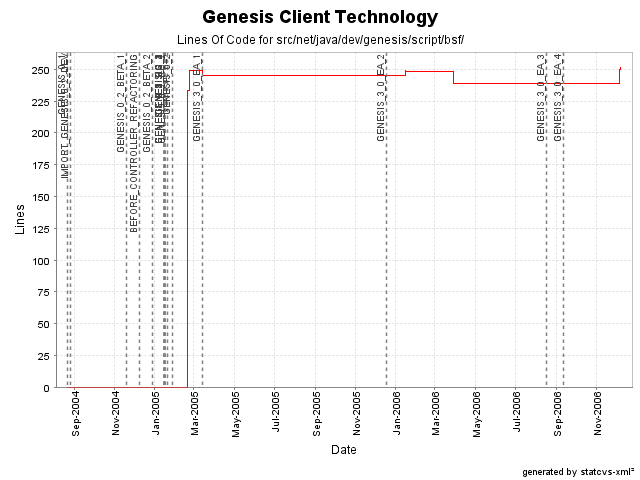 Genesis Client Technology
Lines Of Code for src/net/java/dev/genesis/script/bsf/
Lines
250
225
200
175
150
125
100
75
50
25
0
GENESIS_0_2_BETA_1
BEFORE_CONTROLLER_REFACTORING
GENESIS_0_2_BETA_2
GENESIS_3_0_EA_1
GENESIS_3_0_EA_2
GENESIS_3_0_EA_3
GENESIS_3_0_EA_4
Sep-2004
Nov-2004
Jan-2005
Mar-2005
May-2005
Jul-2005
Sep-2005
Nov-2005
Jan-2006
Mar-2006
May-2006
Jul-2006
Sep-2006
Nov-2006
Date
generated by statcvs-xml²